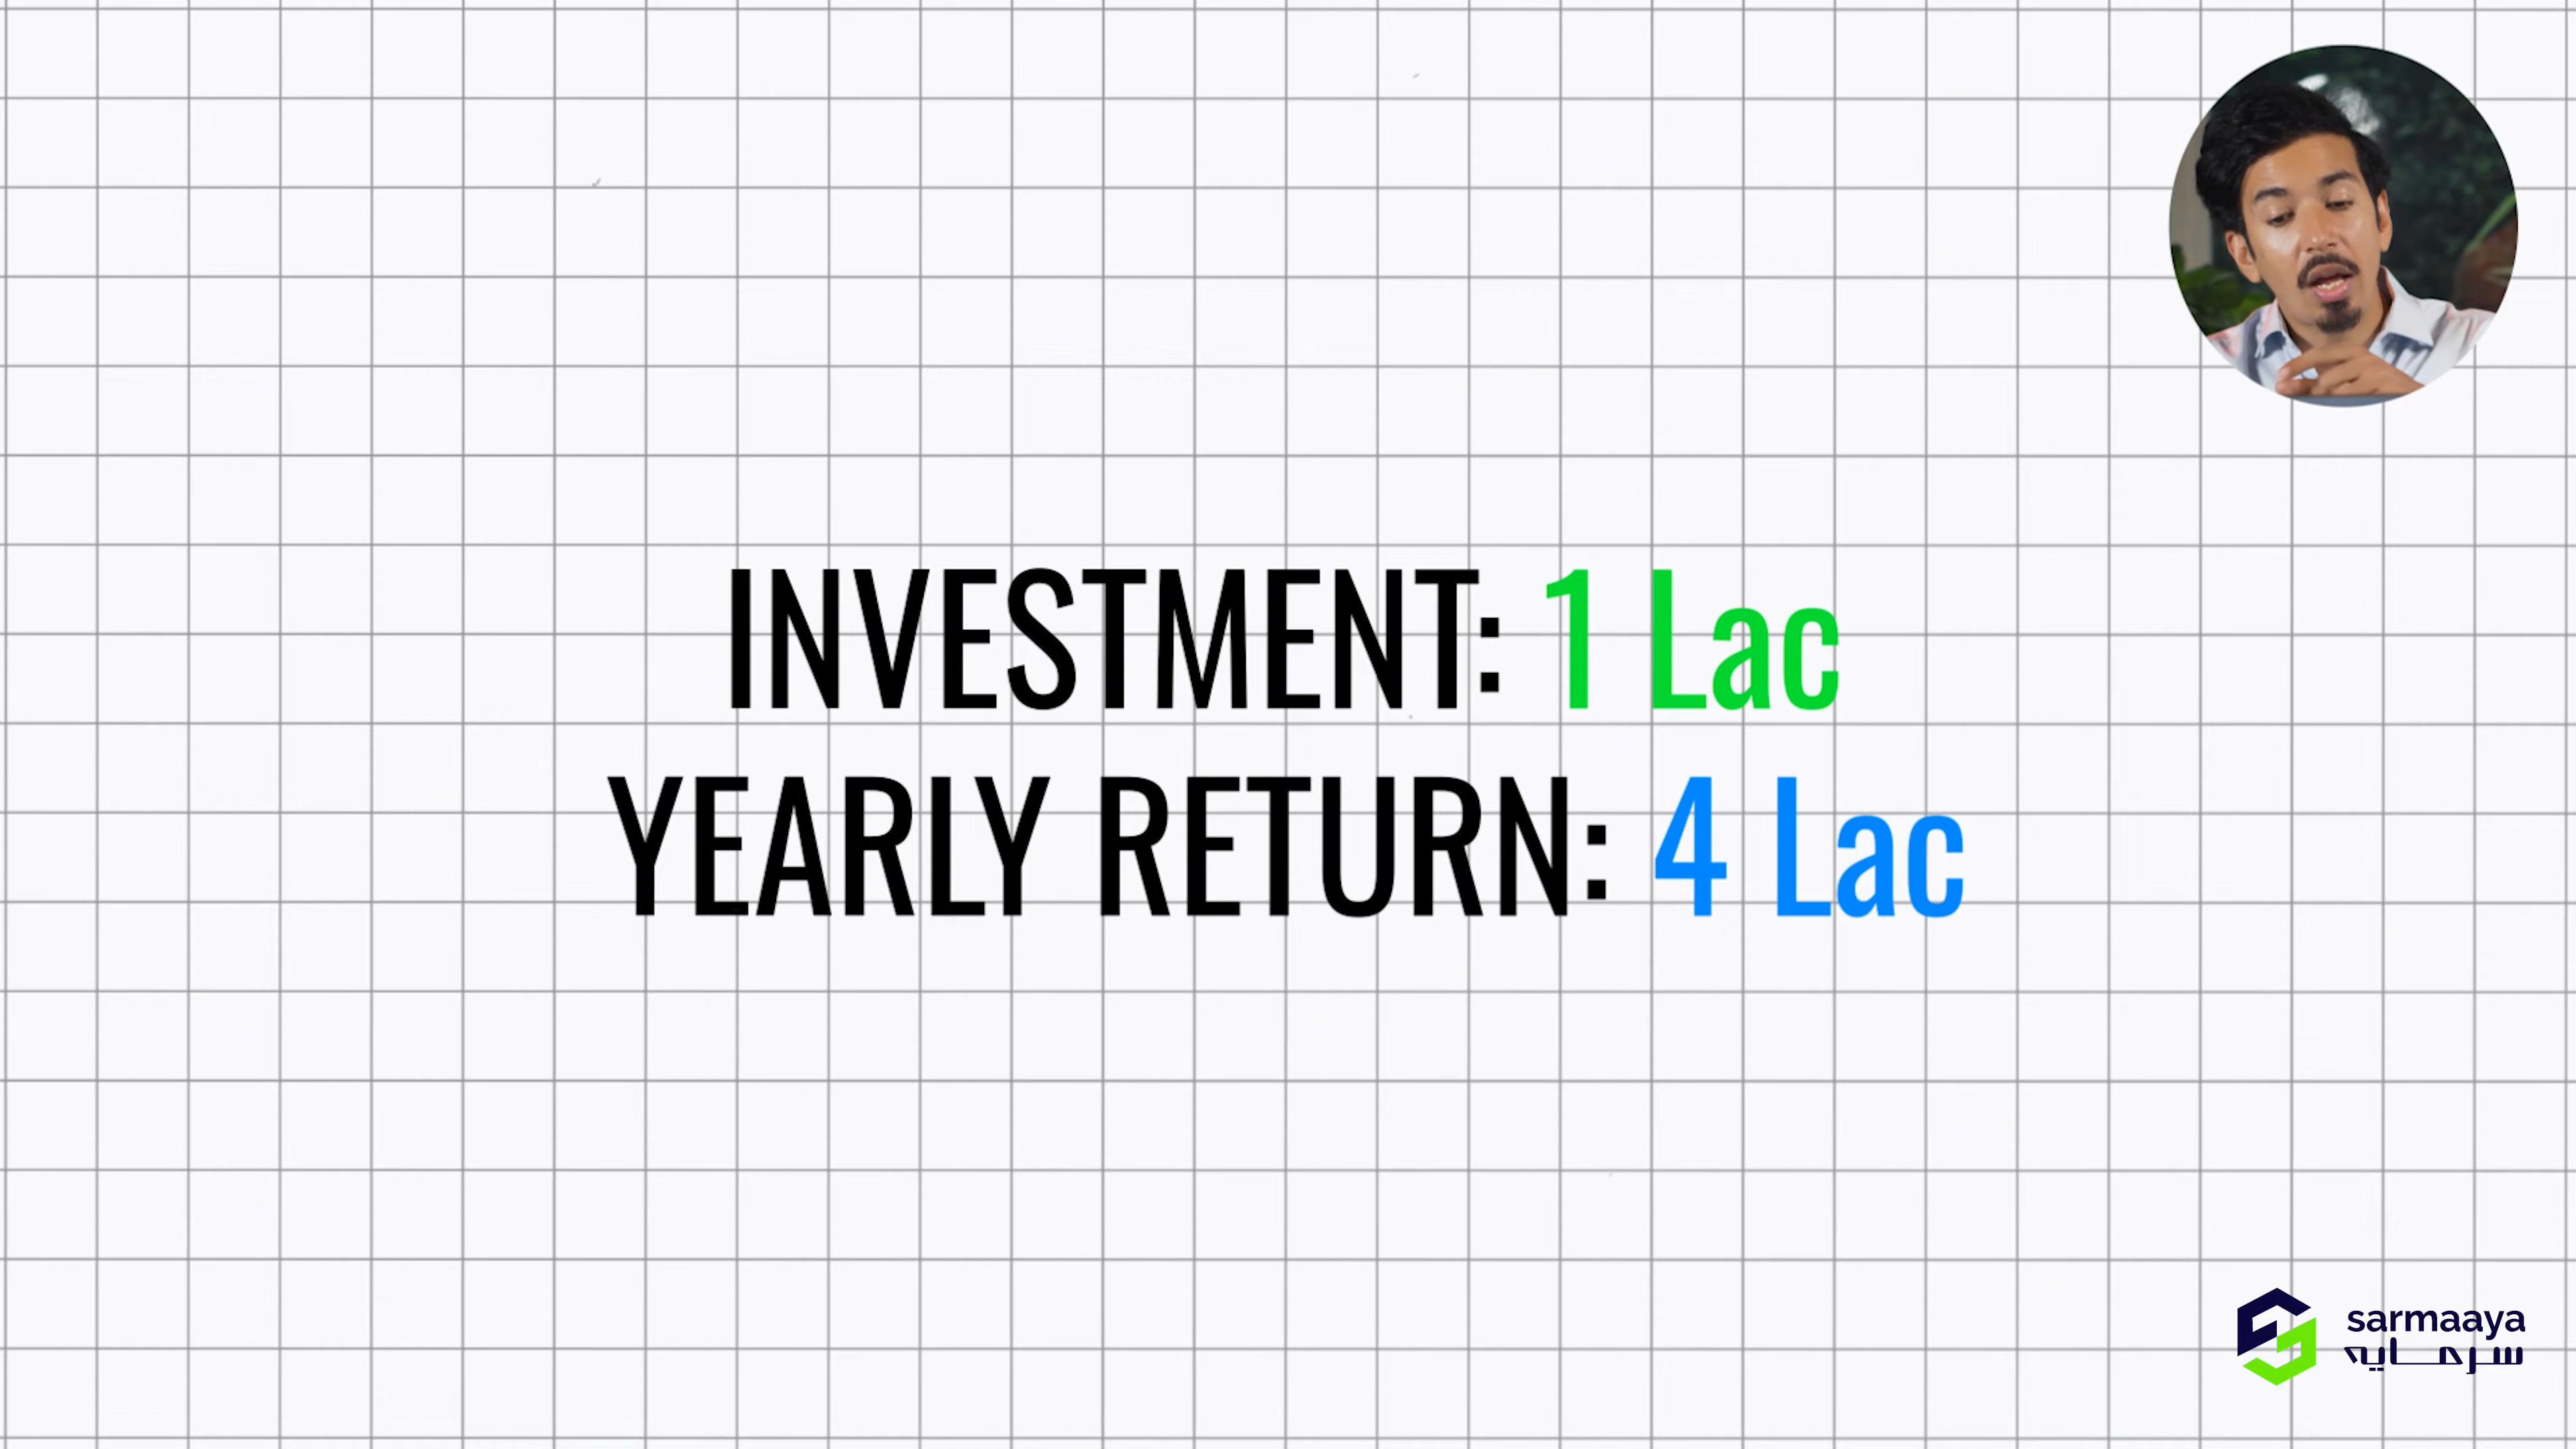 INVESTMENT: 1 Lac
YEARLY RETURN: 4 Lac
sarmaaya
سرمایہ